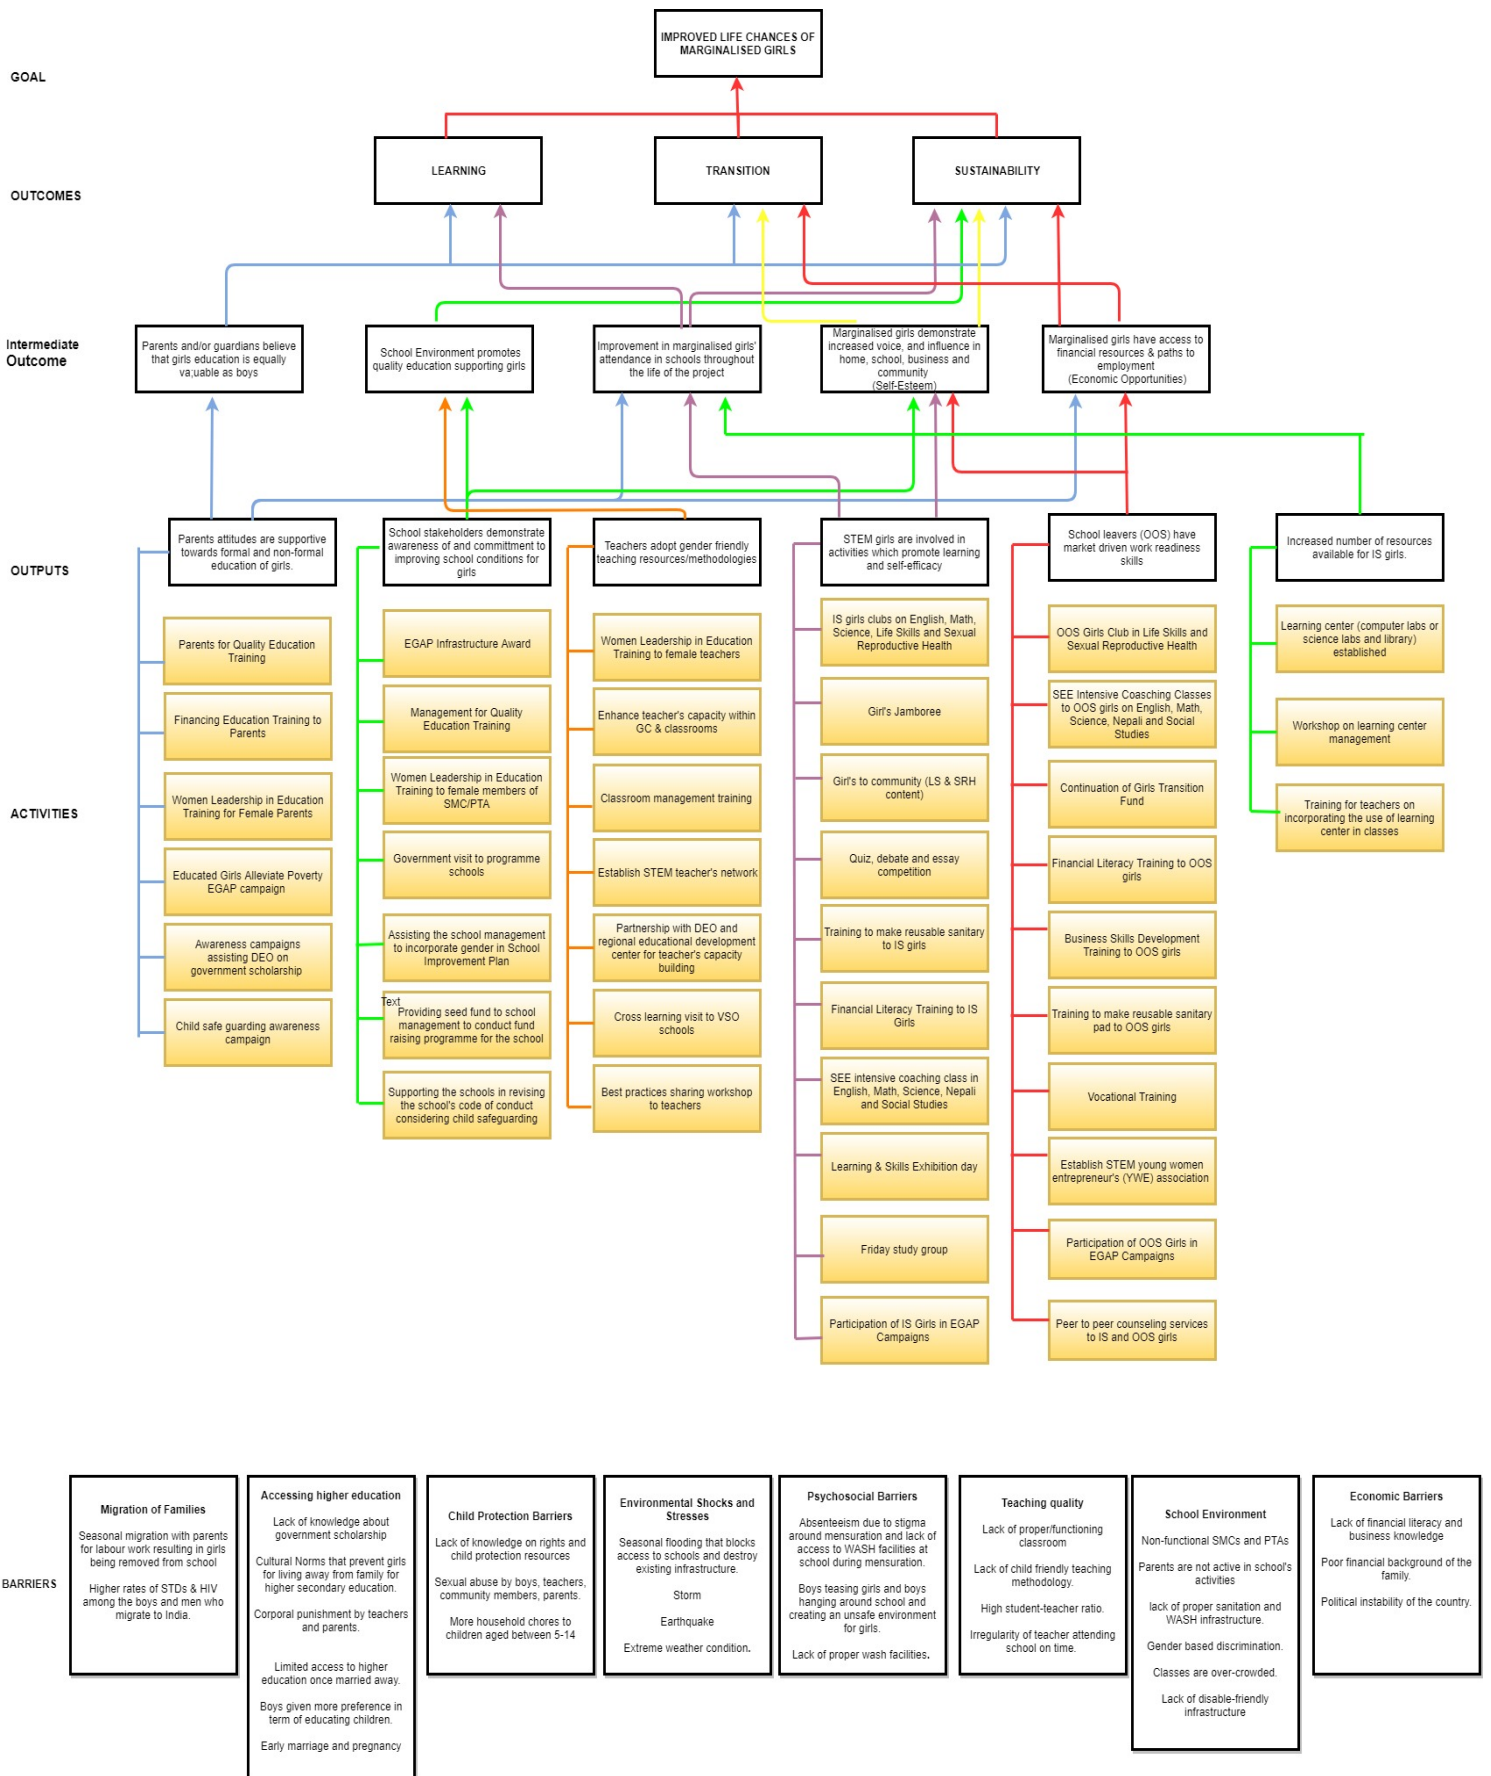 IMPROVED LIFE CHANCES OF
MARGINALISED GIRLS
GOAL
LEARNING
TRANSITION
SUSTAINABILITY
OUTCOMES
Intermediate
Outcome
Parents and/or guardians believe
that girls education is equally
va;uable as boys
School Environment promotes
quality education supporting girls
Improvement in marginalised girls'
attendance in schools throughout
the life of the project
Marginalised girls demonstrate
increased voice, and influence in
home, school, business and
community
(Self-Esteem)
Marginalised girls have access to
financial resources & paths to
employment
(Economic Opportunities)
OUTPUTS
Parents attitudes are supportive
towards formal and non-formal
education of girls.
School stakeholders demonstrate
awareness of and committment to
improving school conditions for
girls
Teachers adopt gender friendly
teaching resources/methodologies
STEM girls are involved in
activities which promote learning
and self-efficacy
School leavers (OOS) have
market driven work readiness
skills
Increased number of resources
available for IS girls.
ACTIVITIES
Parents for Quality Education
Training
Financing Education Training to
Parents
Women Leadership in Education
Training for Female Parents
Educated Girls Alleviate Poverty
EGAP campaign
Awareness campaigns
assisting DEO on
government scholarship
Child safe guarding awareness
campaign
EGAP Infrastructure Award
Management for Quality
Education Training
Women Leadership in Education
Training to female members of
SMC/PTA
Government visit to programme
schools
Assisting the school management
to incorporate gender in School
Improvement Plan
Text
Providing seed fund to school
management to conduct fund
raising programme for the school
Supporting the schools in revising
the school's code of conduct
considering child safeguarding
Women Leadership in Education
Training to female teachers
Enhance teacher's capacity within
GC & classrooms
Classroom management training
Establish STEM teacher's network
Partnership with DEO and
regional educational development
center for teacher's capacity
building
Cross learning visit to VSO
schools
Best practices sharing workshop
to teachers
IS girls clubs on English, Math,
Science, Life Skills and Sexual
Reproductive Health
Girl's Jamboree
Girl's to community (LS & SRH
content)
Quiz, debate and essay
competition
Training to make reusable sanitary
to IS girls
Financial Literacy Training to IS
Girls
SEE intensive coaching class in
English, Math, Science, Nepali
and Social Studies
Learning & Skills Exhibition day
Friday study group
Participation of IS Girls in EGAP
Campaigns
OOS Girls Club in Life Skills and
Sexual Reproductive Health
SEE Intensive Coasching Classes
to OOS girls on English, Math,
Science, Nepali and Social
Studies
Continuation of Girls Transition
Fund
Financial Literacy Training to OOS
girls
Business Skills Development
Training to OOS girls
Training to make reusable sanitary
pad to OOS girls
Vocational Training
Establish STEM young women
entrepreneur's (YWE) association
Participation of OOS Girls in
EGAP Campaigns
Peer to peer counseling services
to IS and OOS girls
Learning center (computer labs or
science labs and library)
established
Workshop on learning center
management
Training for teachers on
incorporating the use of learning
center in classes
BARRIERS
Migration of Families
Seasonal migration with parents
for labour work resulting in girls
being removed from school
Higher rates of STDs & HIV
among the boys and men who
migrate to India.
Accessing higher education
Lack of knowledge about
government scholarship
Cultural Norms that prevent girls
for living away from family for
higher secondary education.
Corporal punishment by teachers
and parents.
Limited access to higher
education once married away.
Boys given more preference in
term of educating children.
Early marriage and pregnancy
Child Protection Barriers
Lack of knowledge on rights and
child protection resources
Sexual abuse by boys, teachers,
community members, parents.
More household chores to
children aged between 5-14
Environmental Shocks and
Stresses
Seasonal flooding that blocks
access to schools and destroy
existing infrastructure.
Storm
Earthquake
Extreme weather condition.
Psychosocial Barriers
Absenteeism due to stigma
around mensuration and lack of
access to WASH facilities at
school during mensuration.
Boys teasing girls and boys
hanging around school and
creating an unsafe environment
for girls.
Lack of proper wash facilities.
Teaching quality
Lack of proper/functioning
classroom
Lack of child friendly teaching
methodology.
High student-teacher ratio.
Irregularity of teacher attending
school on time.
School Environment
Non-functional SMCs and PTAs
Parents are not active in school's
activities
lack of proper sanitation and
WASH infrastructure.
Gender based discrimination.
Classes are over-crowded.
Lack of disable-friendly
infrastructure
Economic Barriers
Lack of financial literacy and
business knowledge
Poor financial background of the
family.
Political instability of the country.